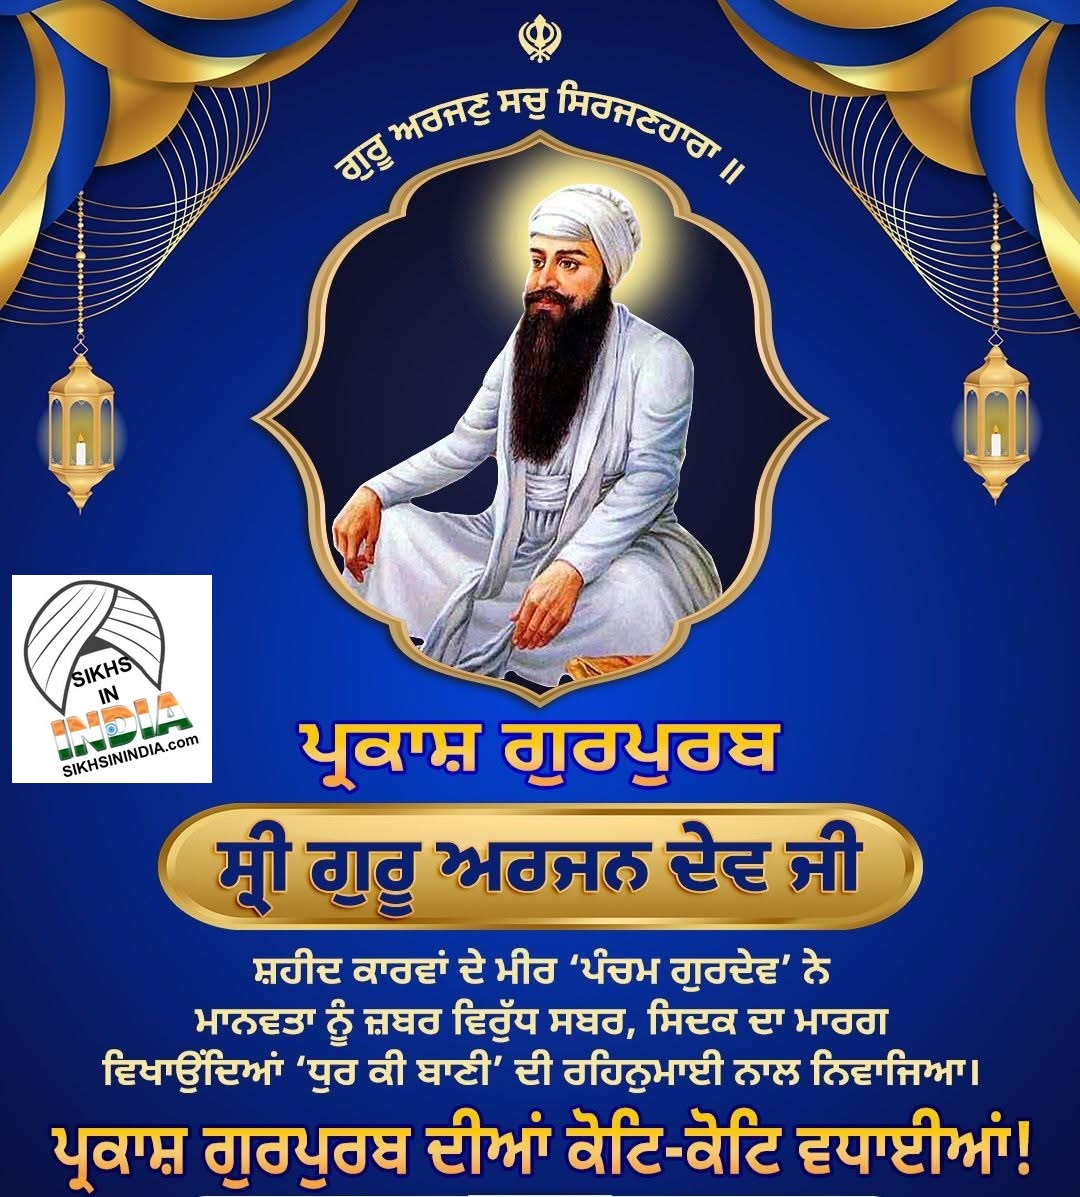 ਗੁਰੂ ਅਰਜਣੁ ਸਚੁ ਸਿਰਜਣਹਾਰਾ ॥
SIKHS
IN
INDIA
SIKHSININDIA.com
ਪ੍ਰਕਾਸ਼ ਗੁਰਪੁਰਬ
ਸ੍ਰੀ ਗੁਰੂ ਅਰਜਨ ਦੇਵ ਜੀ
ਸ਼ਹੀਦ ਕਾਰਵਾਂ ਦੇ ਮੀਰ ‘ਪੰਚਮ ਗੁਰਦੇਵ’ ਨੇ
ਮਾਨਵਤਾ ਨੂੰ ਜ਼ਬਰ ਵਿਰੁੱਧ ਸਬਰ, ਸਿਦਕ ਦਾ ਮਾਰਗ
ਵਿਖਾਉਂਦਿਆਂ ‘ਧੁਰ ਕੀ ਬਾਣੀ’ ਦੀ ਰਹਿਨੁਮਾਈ ਨਾਲ ਨਿਵਾਜਿਆ।
ਪ੍ਰਕਾਸ਼ ਗੁਰਪੁਰਬ ਦੀਆਂ ਕੋਟਿ-ਕੋਟਿ ਵਧਾਈਆਂ!